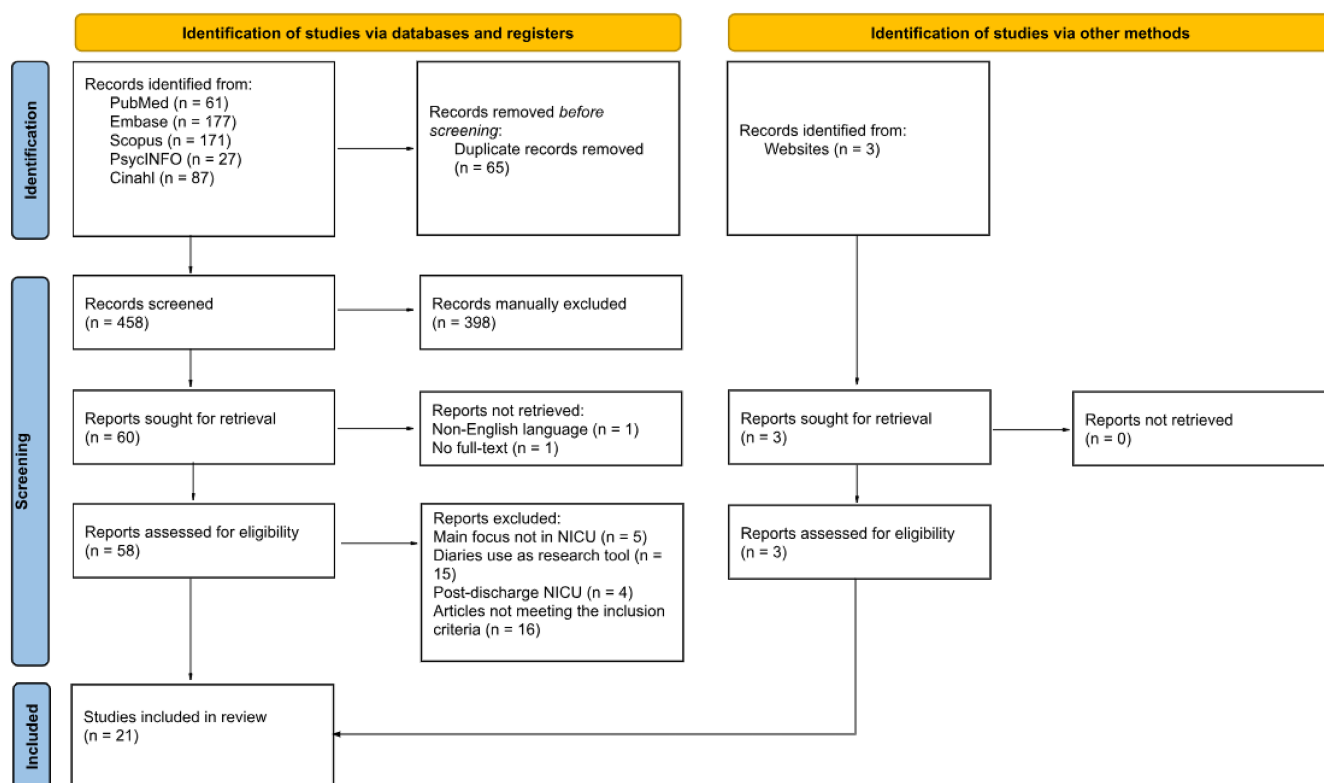 Identification of studies via databases and registers
Identification of studies via other methods
Identification
Records identified from:
PubMed (n = 61)
Embase (n = 177)
Scopus (n = 171)
PsycINFO (n = 27)
Cinahl (n = 87)
Records removed before
screening:
Duplicate records removed
(n = 65)
Records identified from:
Websites (n = 3)
Screening
Records screened
(n = 458)
Records manually excluded
(n = 398)
Reports sought for retrieval
(n = 60)
Reports not retrieved:
Non-English language (n = 1)
No full-text (n = 1)
Reports sought for retrieval
(n = 3)
Reports not retrieved
(n = 0)
Reports assessed for eligibility
(n = 58)
Reports excluded:
Main focus not in NICU (n = 5)
Diaries use as research tool (n =
15)
Post-discharge NICU (n = 4)
Articles not meeting the inclusion
criteria (n = 16)
Reports assessed for eligibility
(n = 3)
Included
Studies included in review
(n = 21)